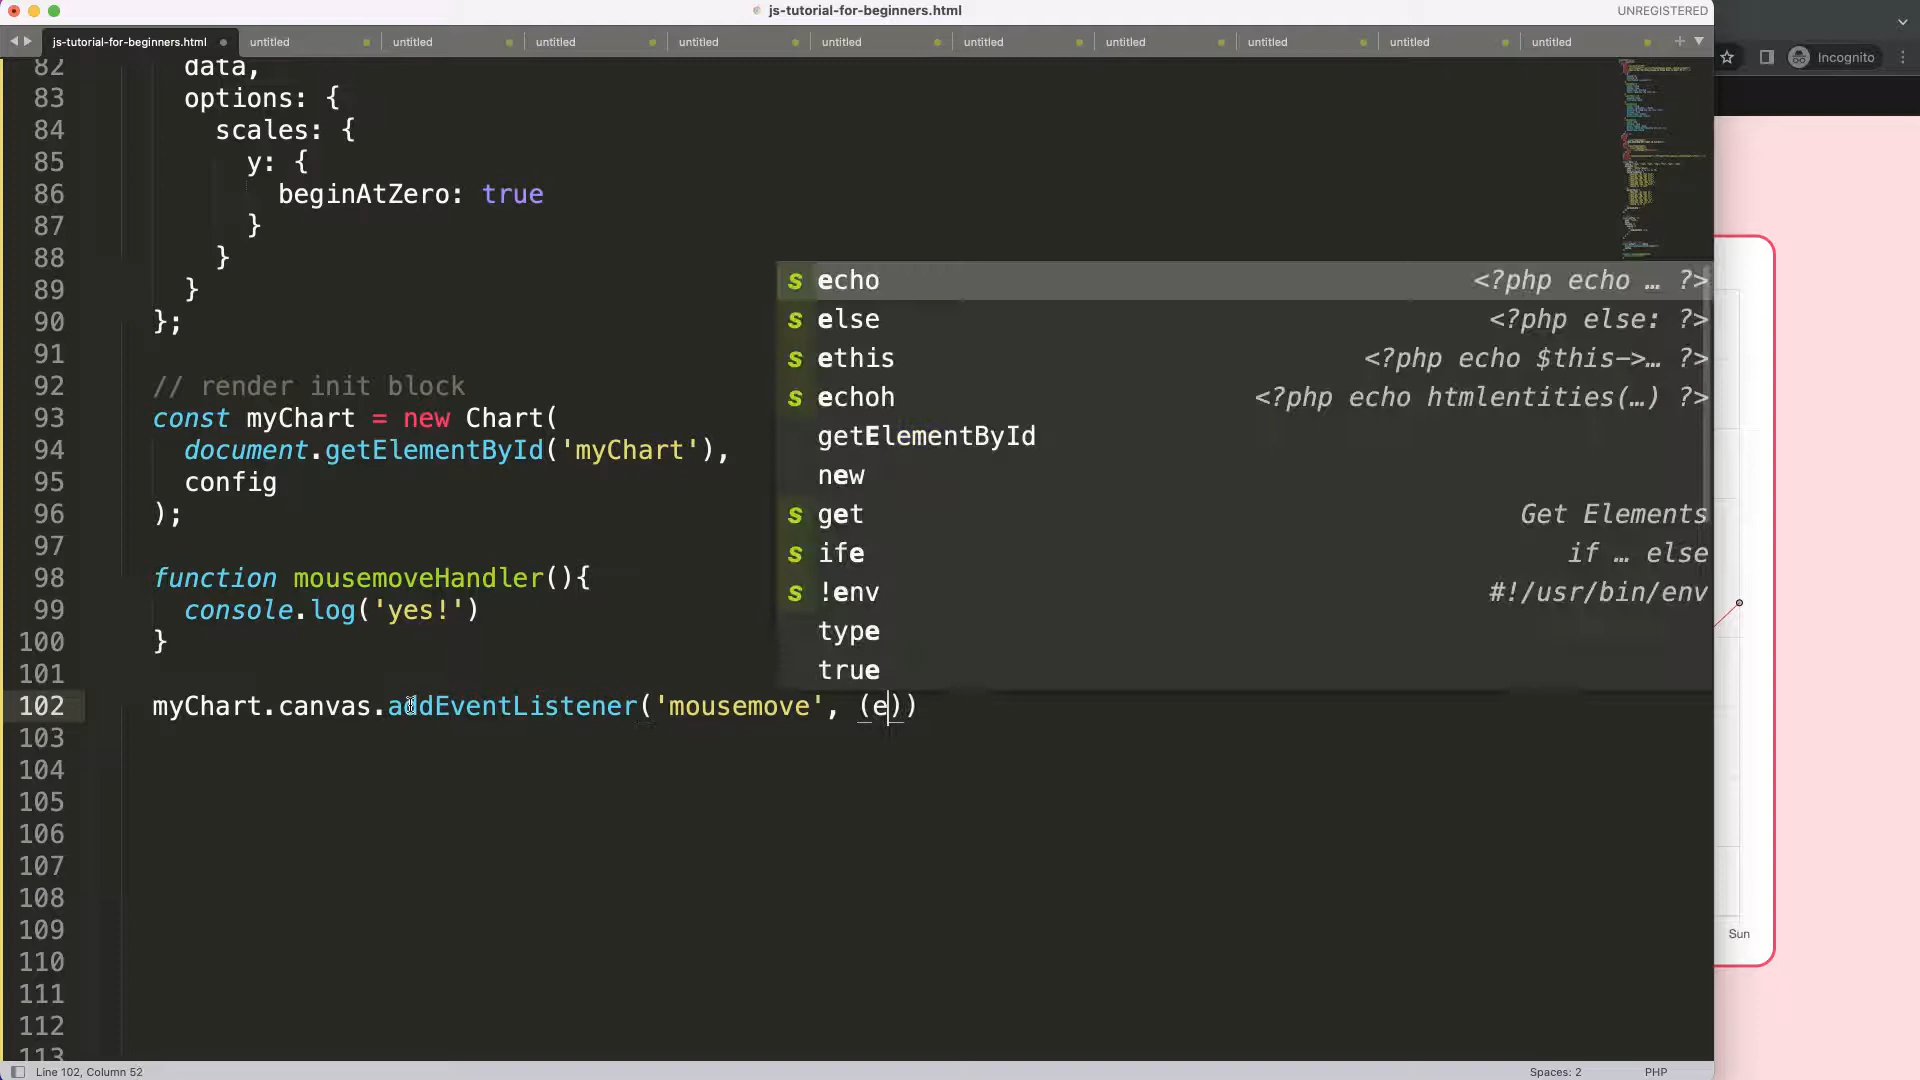 js-tutorial-for-beginners.html
UNREGISTERED
js-tutorial-for-beginners.html untitled untitled untitled untitled untitled untitled untitled untitled untitled untitled
Incognito
82 data,
83 options: {
84 scales: {
85 y: {
86 beginAtZero: true
87 }
88 }
89 }
90 };
91
92 // render init block
93 const myChart = new Chart(
94 document.getElementById('myChart'),
95 config
96 );
97
98 function mousemoveHandler(){
99 console.log('yes!')
100 }
101
102 myChart.canvas.addEventListener('mousemove', (e))
103
104
105
106
107
108
109
110
111
112
113
s echo <?php echo … ?>
s else <?php else: ?>
s ethis <?php echo $this->… ?>
s echoh <?php echo htmlentities(…) ?>
getElementById
new
s get Get Elements
s ife if … else
s !env #!/usr/bin/env
type
true
Sun
Line 102, Column 52
Spaces: 2
PHP